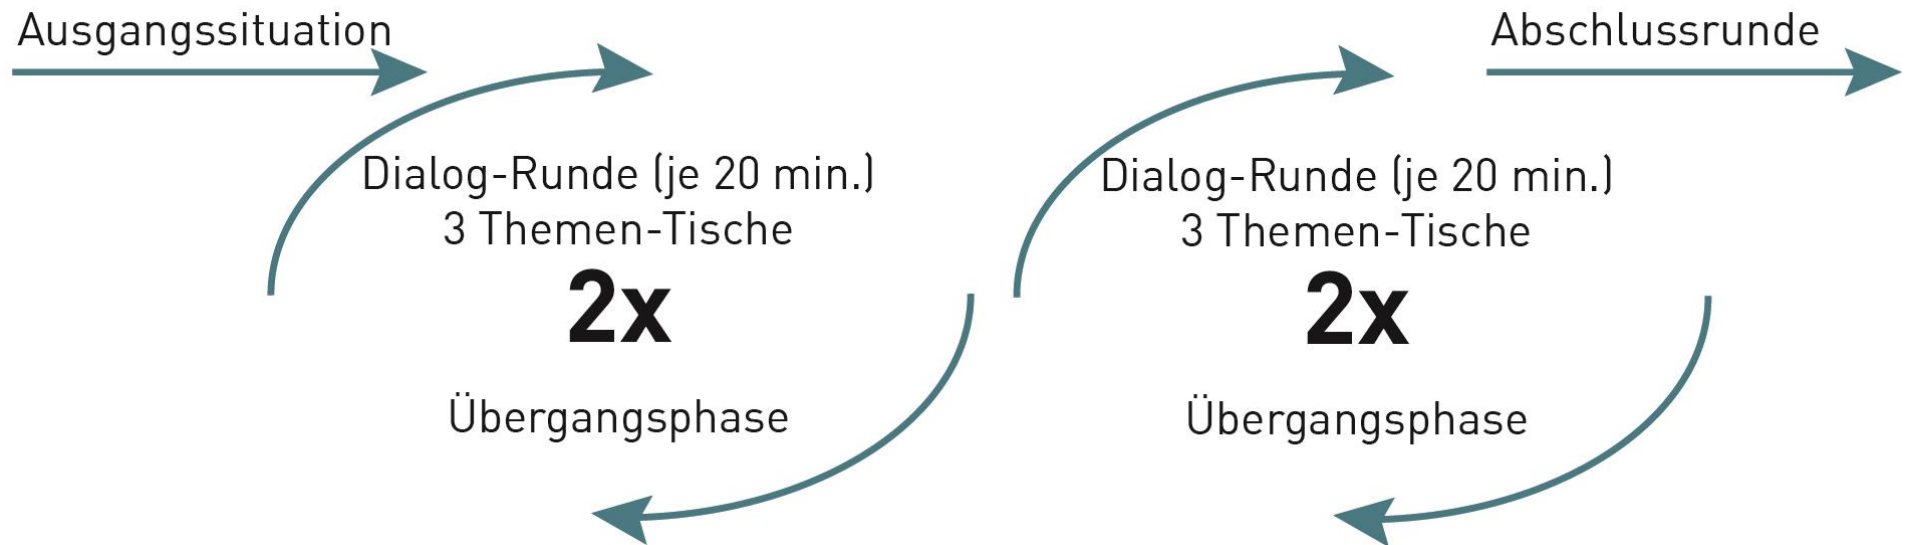 Ausgangssituation
Abschlussrunde
Dialog-Runde (je 20 min.)
3 Themen-Tische
2x
Übergangsphase
Dialog-Runde (je 20 min.)
3 Themen-Tische
2x
Übergangsphase